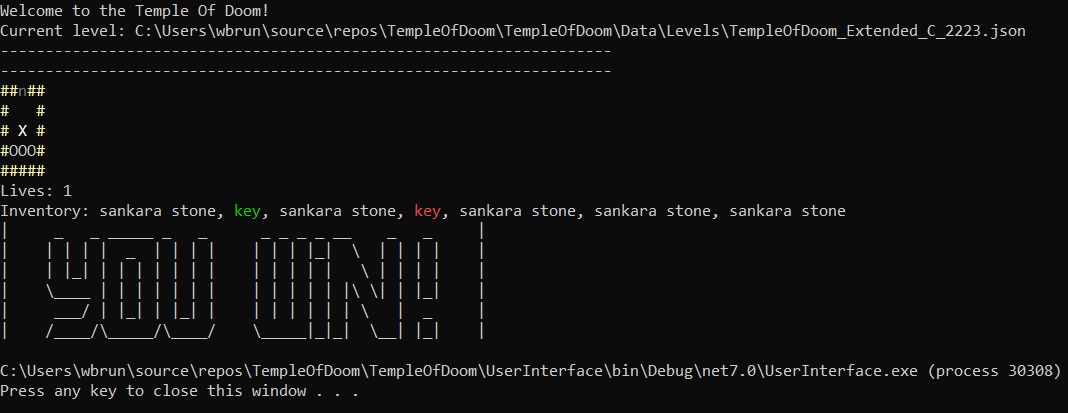 Welcome to the Temple Of Doom!
Current level: C:\Users\wbrun\source\repos\TempleOfDoom\TempleOfDoom\Data\Levels\TempleOfDoom_Extended_C_2223.json
--------------------------------------------------------------------
--------------------------------------------------------------------
##n##
#   #
# X #
#OOO#
#####
Lives: 1
Inventory: sankara stone, key, sankara stone, key, sankara stone, sankara stone, sankara stone
YOU WIN!
C:\Users\wbrun\source\repos\TempleOfDoom\TempleOfDoom\UserInterface\bin\Debug\net7.0\UserInterface.exe (process 30308)
Press any key to close this window . . .